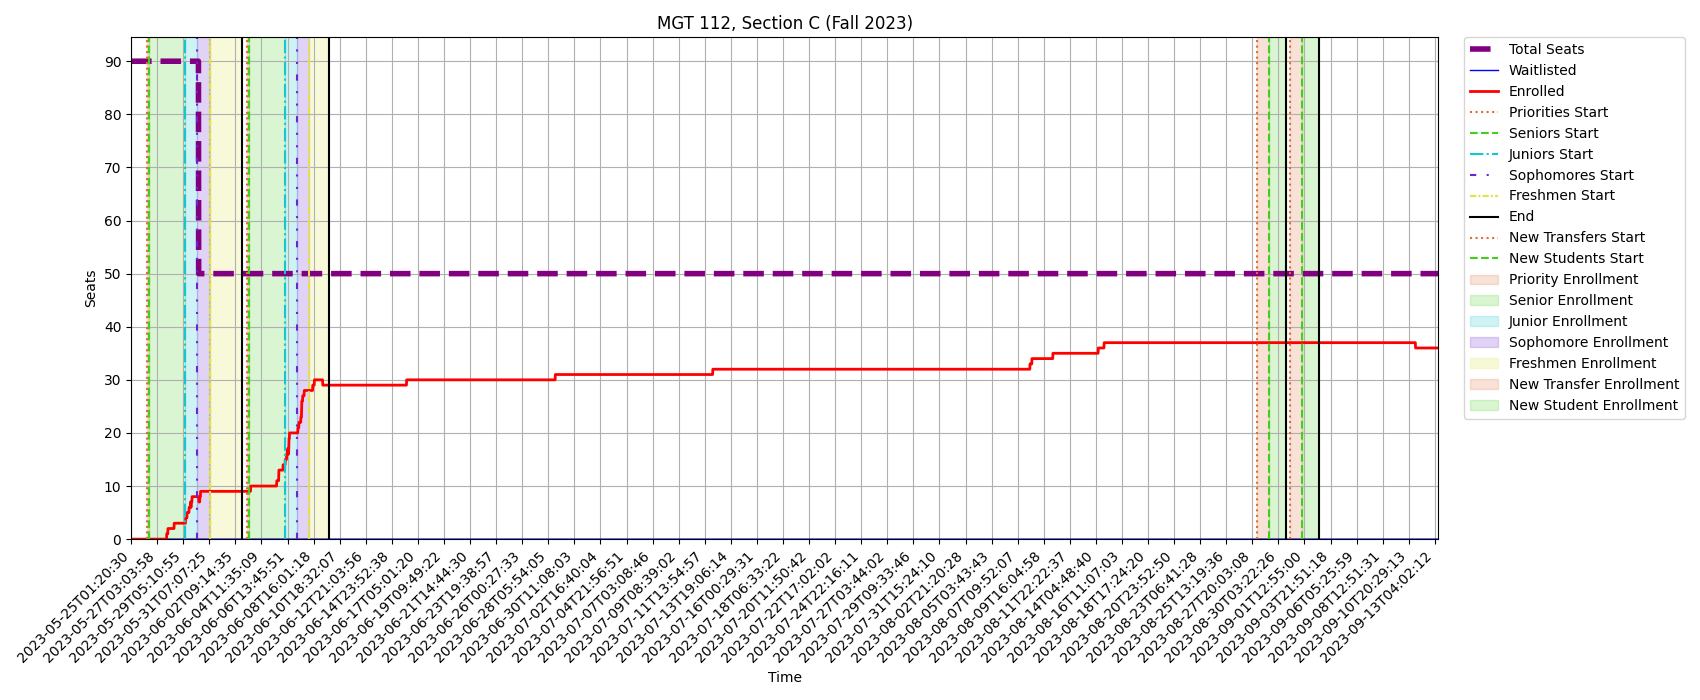 MGT 112, Section C (Fall 2023)
Seats
90
80
70
60
50
40
30
20
10
0
2023-05-25T01:20:30
2023-05-27T03:03:58
2023-05-29T05:10:55
2023-05-31T07:07:25
2023-06-02T09:14:35
2023-06-04T11:35:09
2023-06-06T13:45:51
2023-06-08T16:01:18
2023-06-10T18:32:07
2023-06-12T21:03:56
2023-06-14T23:52:38
2023-06-17T05:01:20
2023-06-19T09:49:22
2023-06-21T14:44:30
2023-06-23T19:38:57
2023-06-26T00:27:33
2023-06-28T05:54:05
2023-06-30T11:08:03
2023-07-02T16:40:04
2023-07-04T21:56:51
2023-07-07T03:08:46
2023-07-09T08:39:02
2023-07-11T13:54:57
2023-07-13T19:06:14
2023-07-16T00:29:31
2023-07-18T06:33:22
2023-07-20T11:50:42
2023-07-22T17:02:02
2023-07-24T22:16:11
2023-07-27T03:44:02
2023-07-29T09:33:46
2023-07-31T15:24:10
2023-08-02T21:20:28
2023-08-05T03:43:43
2023-08-07T09:52:07
2023-08-09T16:04:58
2023-08-11T22:22:37
2023-08-14T04:48:40
2023-08-16T11:07:03
2023-08-18T17:24:20
2023-08-20T23:52:50
2023-08-23T06:41:28
2023-08-25T13:19:36
2023-08-27T20:03:08
2023-08-30T03:22:26
2023-09-01T12:55:00
2023-09-03T21:51:18
2023-09-06T05:25:59
2023-09-08T12:51:31
2023-09-10T20:29:13
2023-09-13T04:02:12
Time
Total Seats
Waitlisted
Enrolled
Priorities Start
Seniors Start
Juniors Start
Sophomores Start
Freshmen Start
End
New Transfers Start
New Students Start
Priority Enrollment
Senior Enrollment
Junior Enrollment
Sophomore Enrollment
Freshmen Enrollment
New Transfer Enrollment
New Student Enrollment